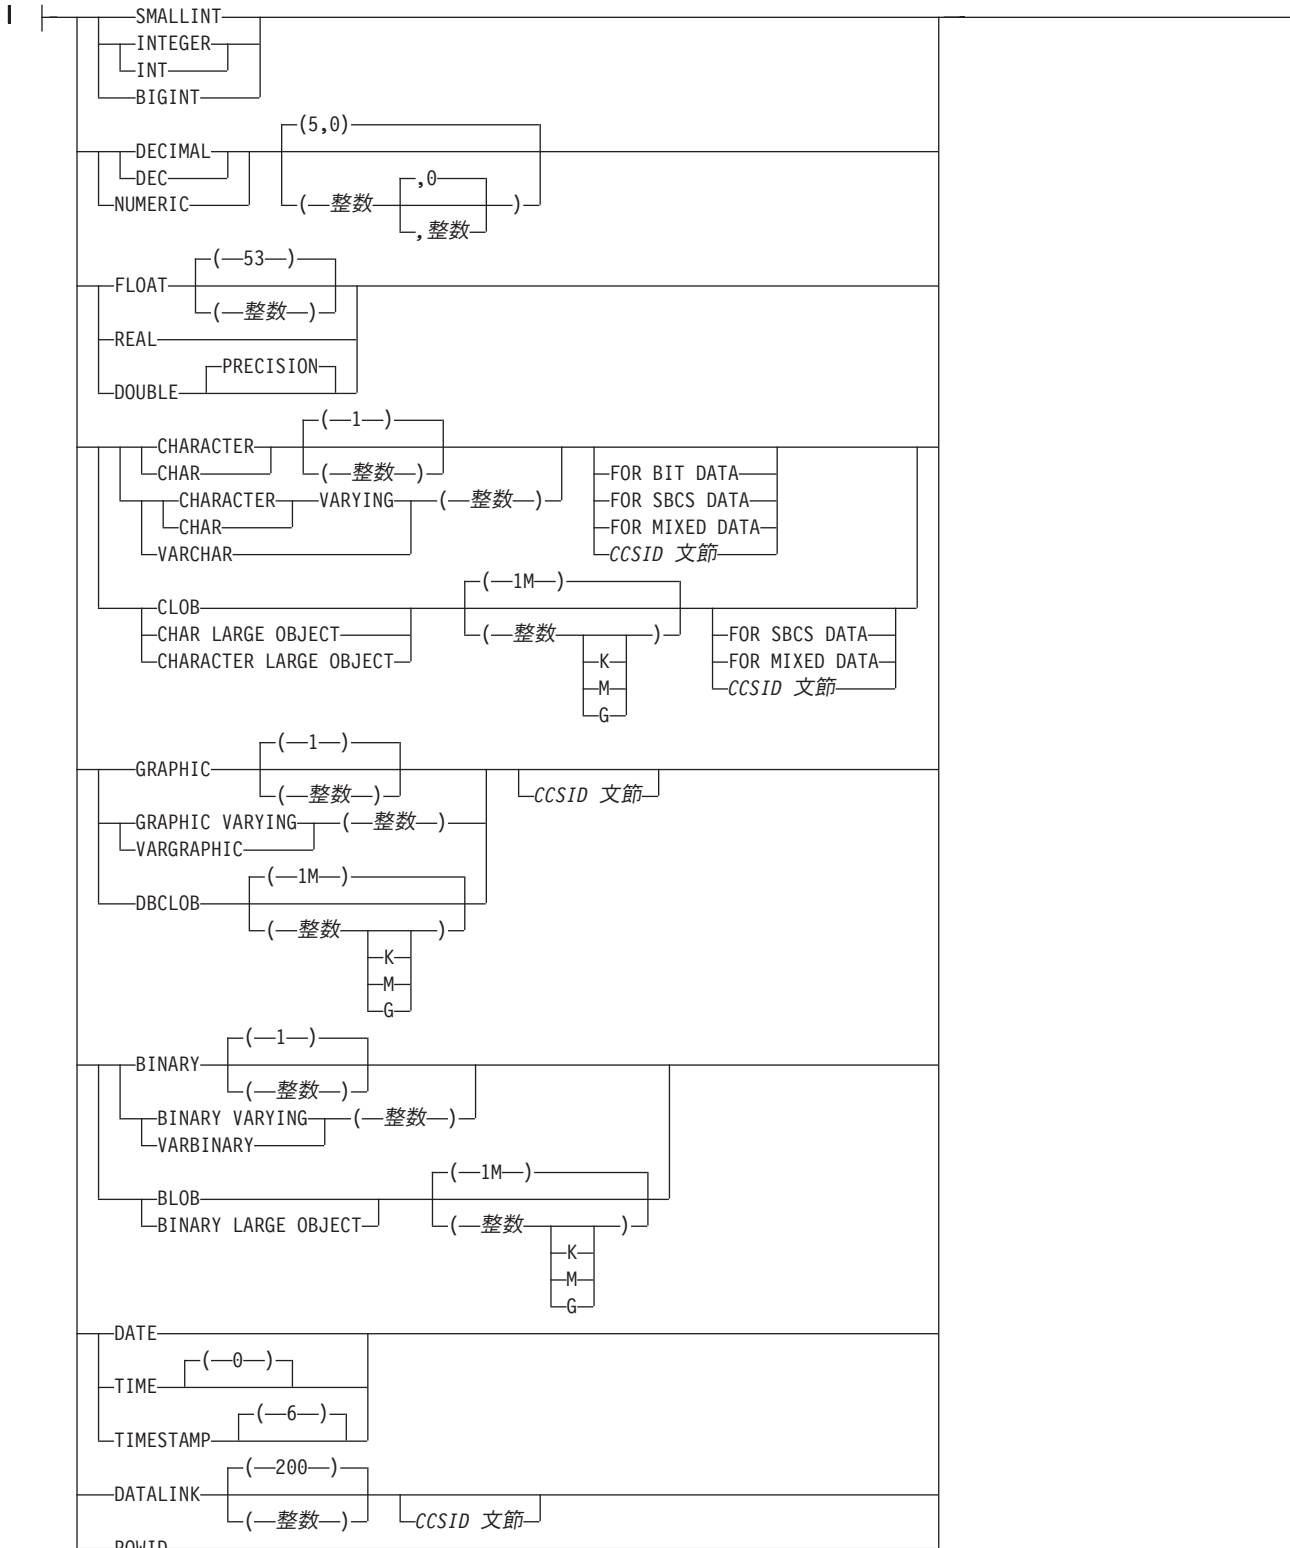 SMALLINT
INTEGER
INT
BIGINT
(5,0)
DECIMAL
DEC
,0
NUMERIC
( 整数 )
,整数
( 53 )
FLOAT
( 整数 )
REAL
PRECISION
DOUBLE
( 1 )
CHARACTER
CHAR
( 整数 )
FOR BIT DATA
CHARACTER VARYING ( 整数 )
FOR SBCS DATA
CHAR
FOR MIXED DATA
VARCHAR
CCSID 文節
( 1M )
CLOB
CHAR LARGE OBJECT
( 整数 )
FOR SBCS DATA
CHARACTER LARGE OBJECT
K
FOR MIXED DATA
M
CCSID 文節
G
( 1 )
GRAPHIC
( 整数 )
CCSID 文節
GRAPHIC VARYING ( 整数 )
VARGRAPHIC
( 1M )
DBCLOB
( 整数 )
K
M
G
( 1 )
BINARY
( 整数 )
BINARY VARYING ( 整数 )
VARBINARY
( 1M )
BLOB
BINARY LARGE OBJECT
( 整数 )
K
M
G
DATE
( 0 )
TIME
( 6 )
TIMESTAMP
( 200 )
DATALINK
( 整数 )
CCSID 文節
ROWID